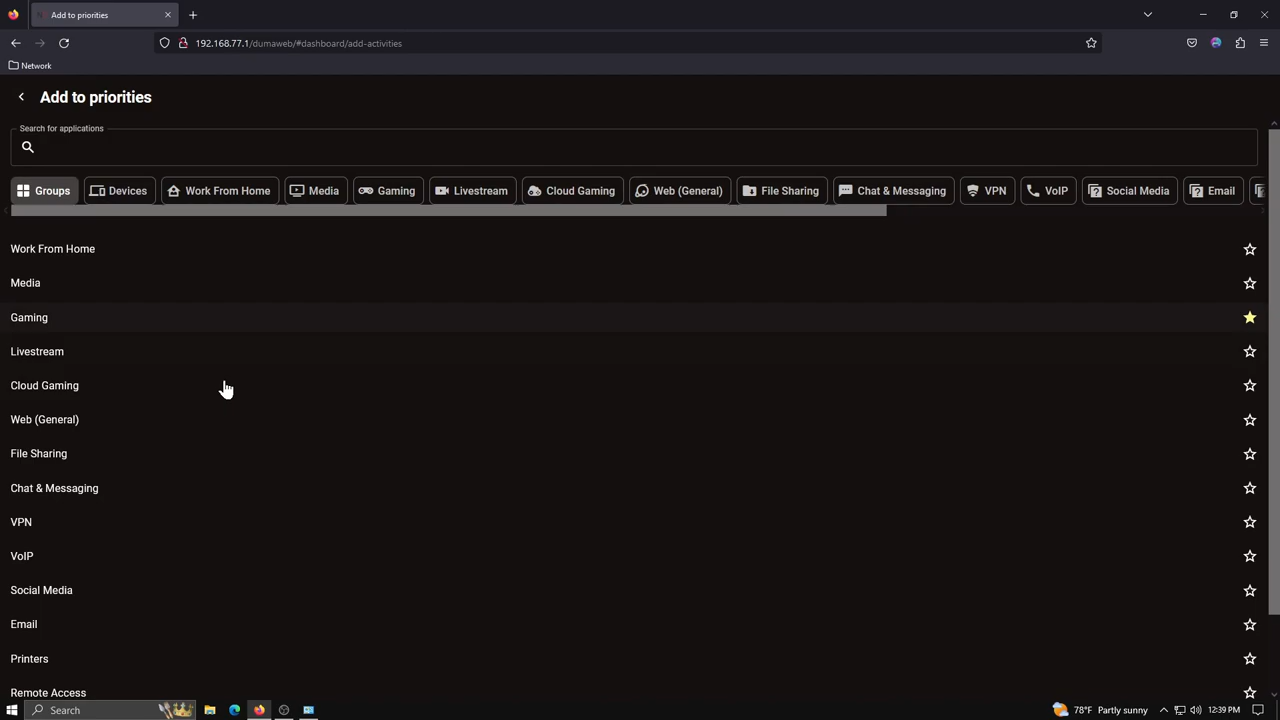 Add to priorities
192.168.77.1/dumaweb/#dashboard/add-activities
Network
Add to priorities
Search for applications
Groups Devices Work From Home Media Gaming Livestream Cloud Gaming Web (General) File Sharing Chat & Messaging VPN VoIP Social Media Email
Work From Home
Media
Gaming
Livestream
Cloud Gaming
Web (General)
File Sharing
Chat & Messaging
VPN
VoIP
Social Media
Email
Printers
Remote Access
Search 78°F Partly sunny 12:39 PM